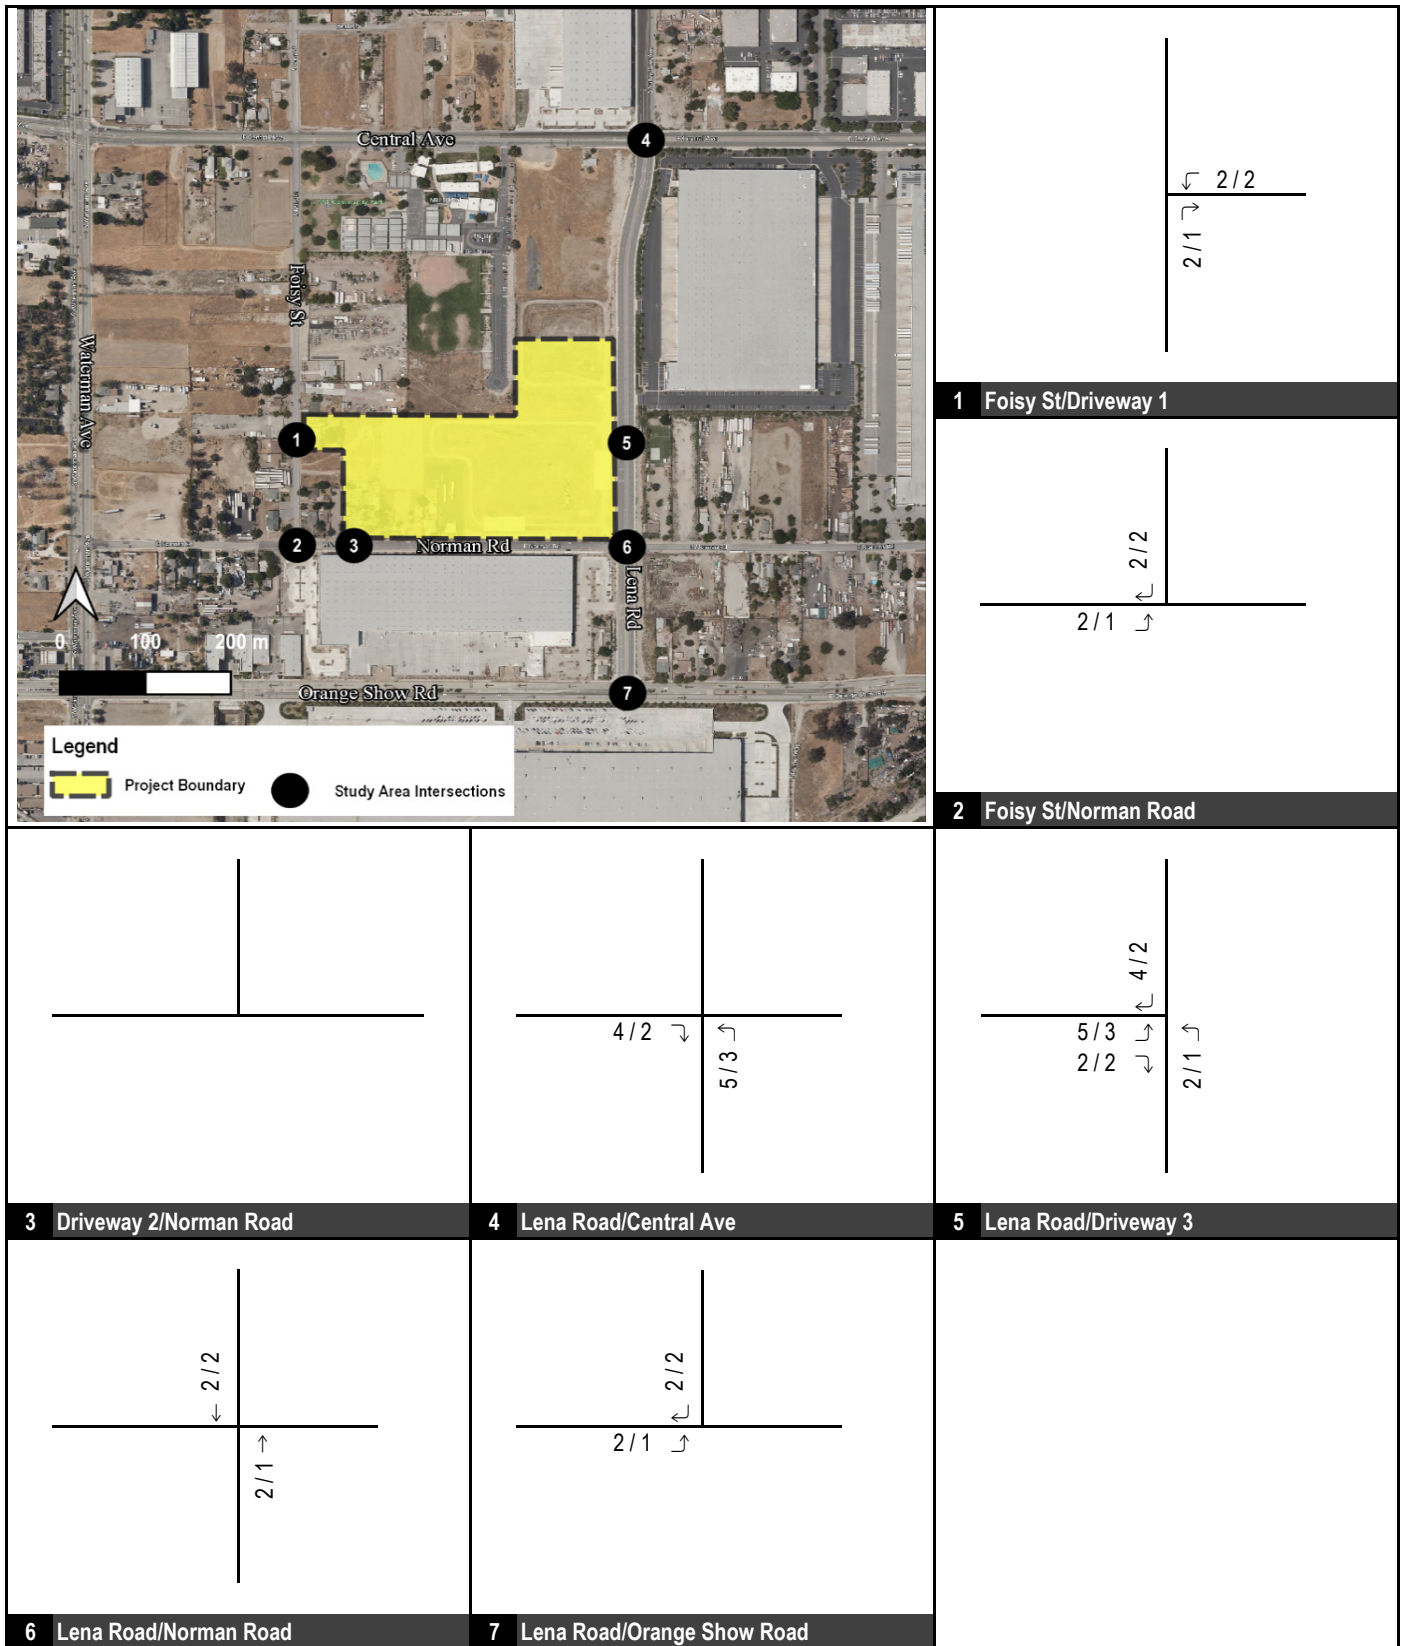 Central Ave
4
Foisy St
Waterman Ave
1
5
2
3
Norman Rd
6
Lena Rd
0 100 200 m
Orange Show Rd
7
Legend
Project Boundary
Study Area Intersections
2 / 2
2 / 1
1 Foisy St/Driveway 1
2 / 2
2 / 1
2 Foisy St/Norman Road
3 Driveway 2/Norman Road
4 / 2
5 / 3
4 Lena Road/Central Ave
4 / 2
5 / 3
2 / 2
2 / 1
5 Lena Road/Driveway 3
2 / 2
2 / 1
6 Lena Road/Norman Road
2 / 2
2 / 1
7 Lena Road/Orange Show Road